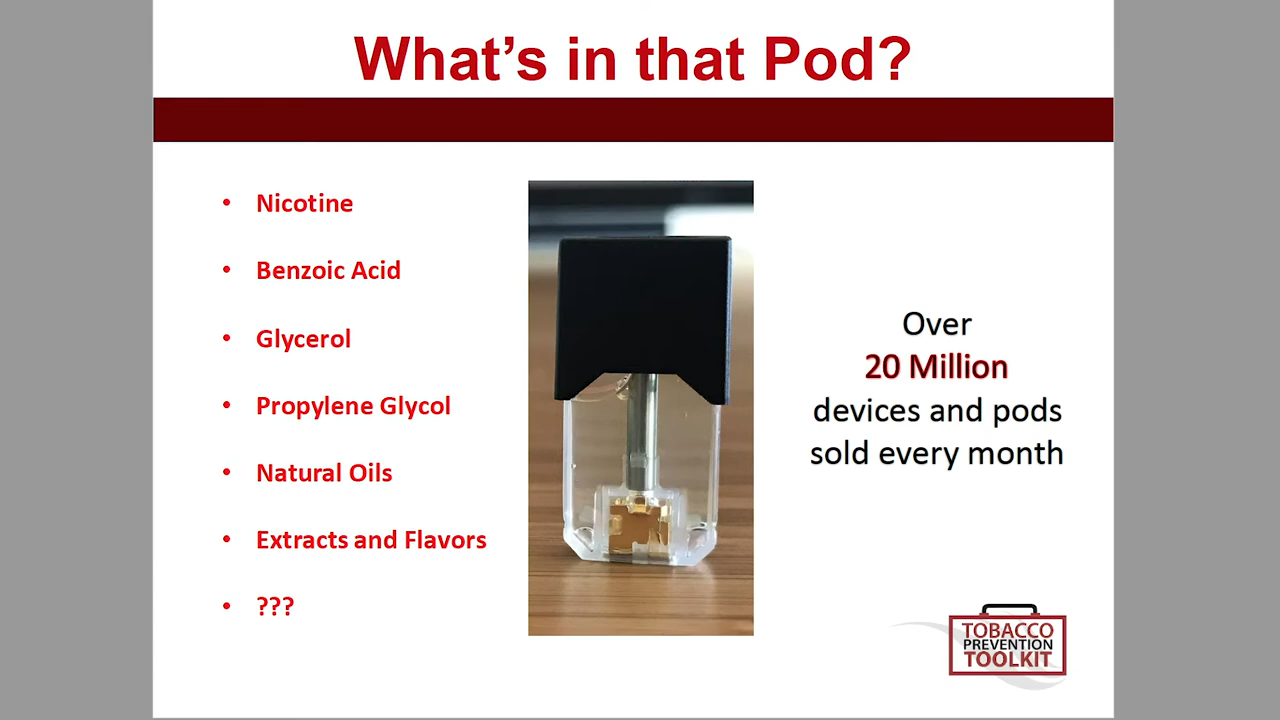 What's in that Pod?
• Nicotine
• Benzoic Acid
• Glycerol
• Propylene Glycol
• Natural Oils
• Extracts and Flavors
• ???
Over
20 Million
devices and pods
sold every month
TOBACCO
PREVENTION
TOOLKIT